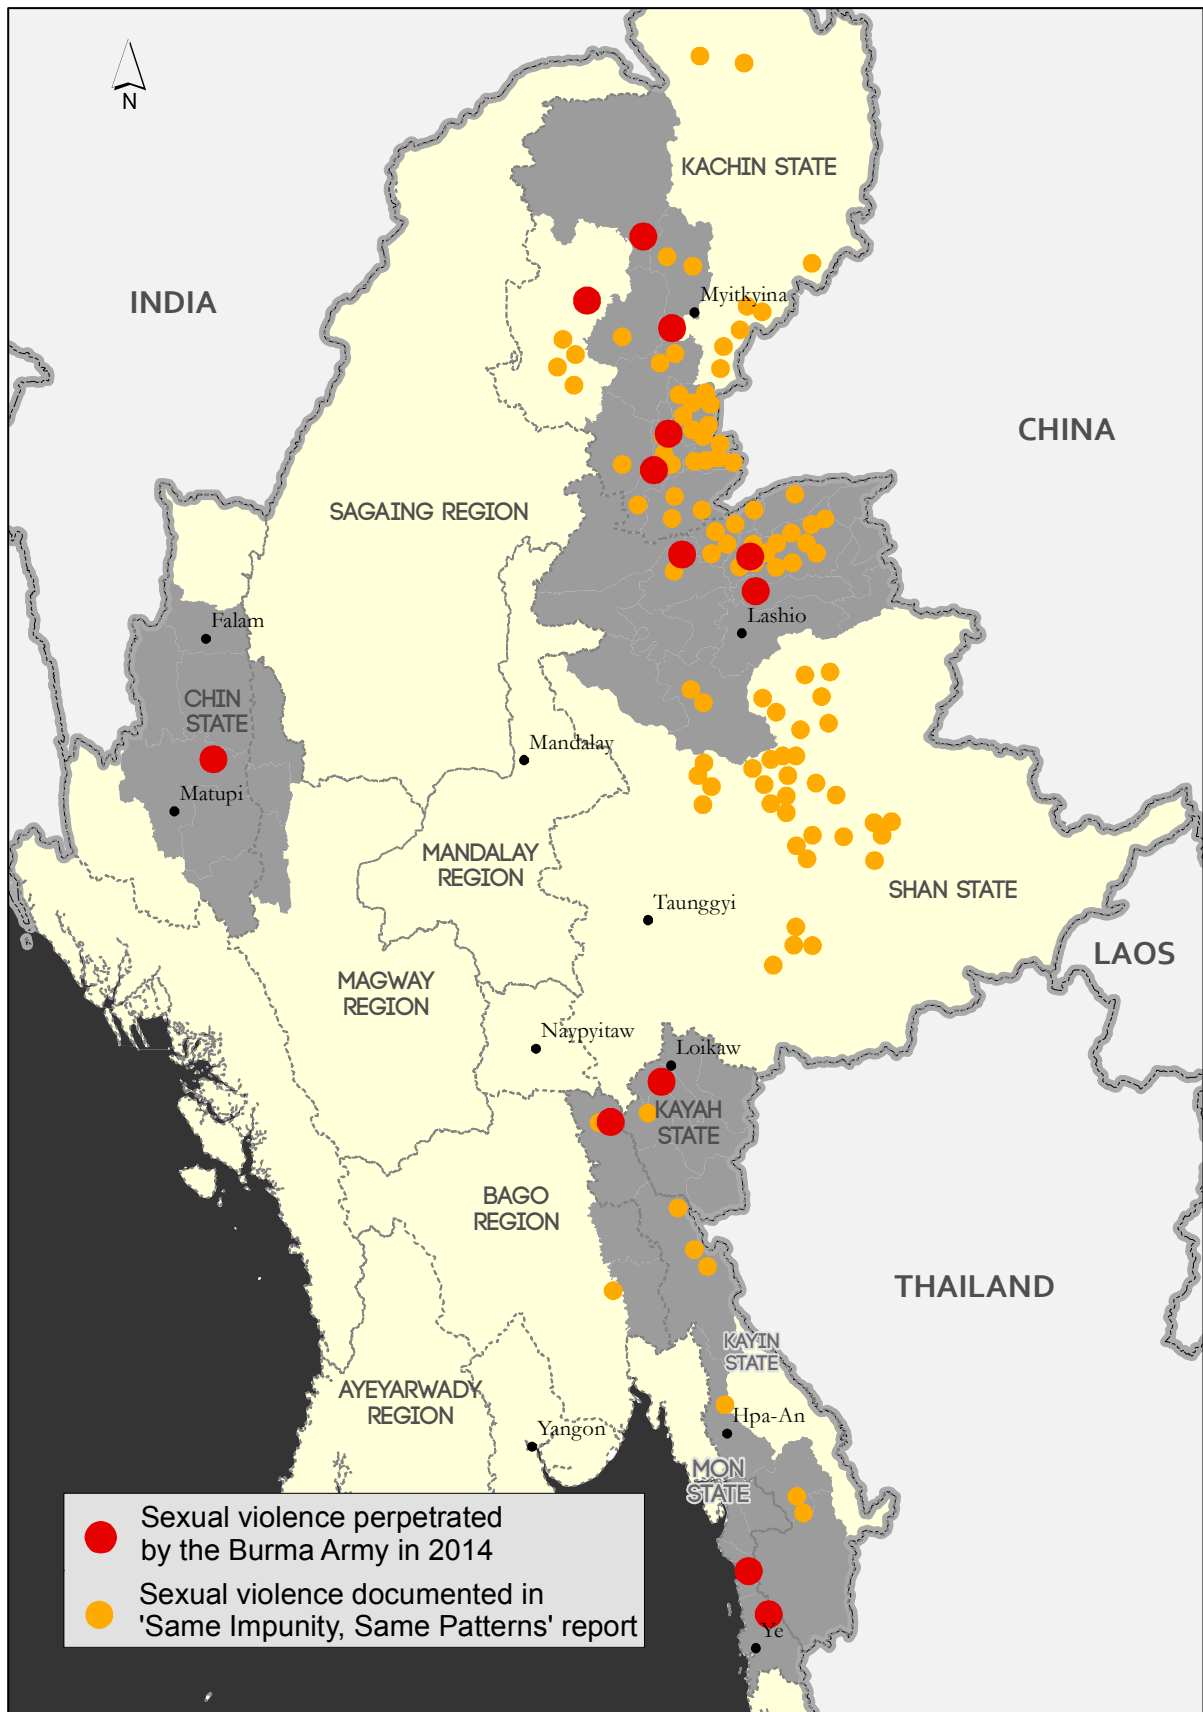 N
KACHIN STATE
INDIA
Myitkyina
CHINA
SAGAING REGION
Falam
Lashio
CHIN
STATE
Mandalay
Matupi
MANDALAY
REGION
SHAN STATE
Taunggyi
LAOS
MAGWAY
REGION
Naypyitaw
Loikaw
KAYAH
STATE
BAGO
REGION
THAILAND
KAYIN
STATE
AYEYARWADY
REGION
Hpa-An
Yangon
MON
STATE
Sexual violence perpetrated
by the Burma Army in 2014
Sexual violence documented in
'Same Impunity, Same Patterns' report
Ye